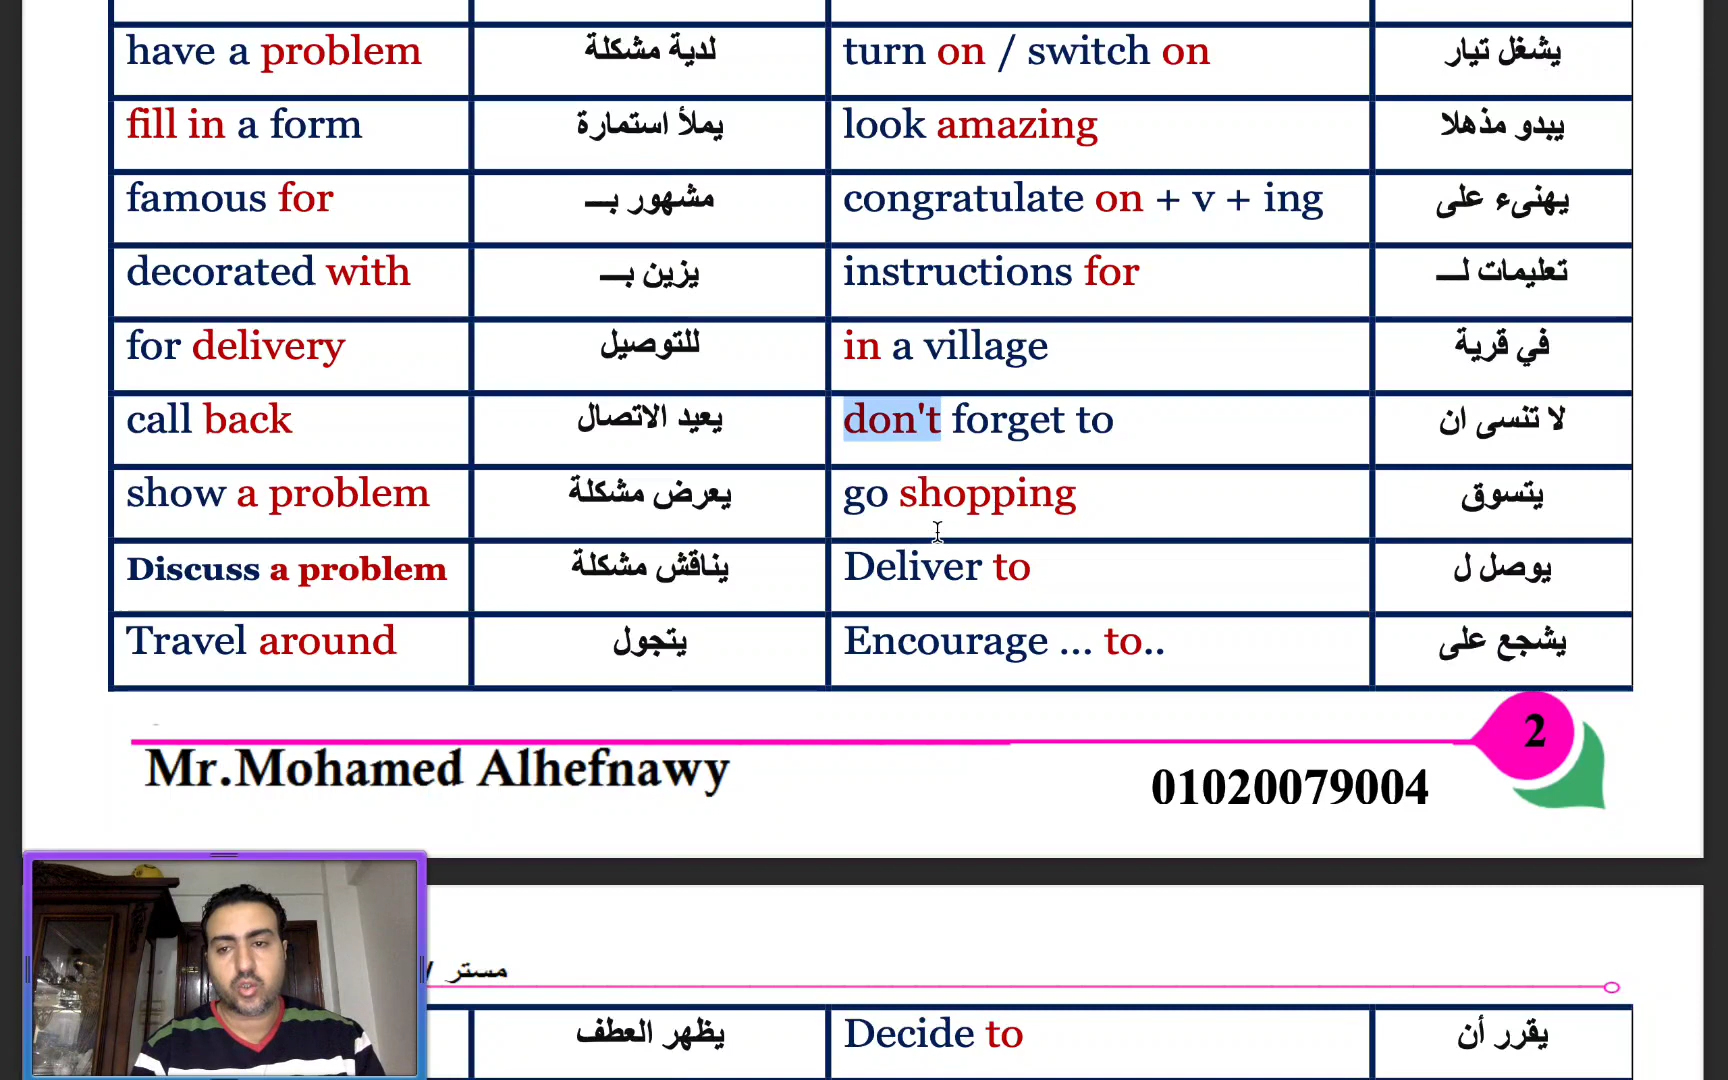 have a problem لدية مشكلة turn on / switch on يشغل تيار
fill in a form يملأ استمارة look amazing يبدو مذهلا
famous for مشهور بـــ congratulate on + v + ing يهنىء على
decorated with يزين بـــ instructions for تعليمات لـــ
for delivery للتوصيل in a village في قرية
call back يعيد الاتصال don't forget to لا تنسى ان
show a problem يعرض مشكلة go shopping يتسوق
Discuss a problem يناقش مشكلة Deliver to يوصل ل
Travel around يتجول Encourage ... to.. يشجع على
2
Mr.Mohamed Alhefnawy 01020079004
مستر /
يظهر العطف Decide to يقرر أن